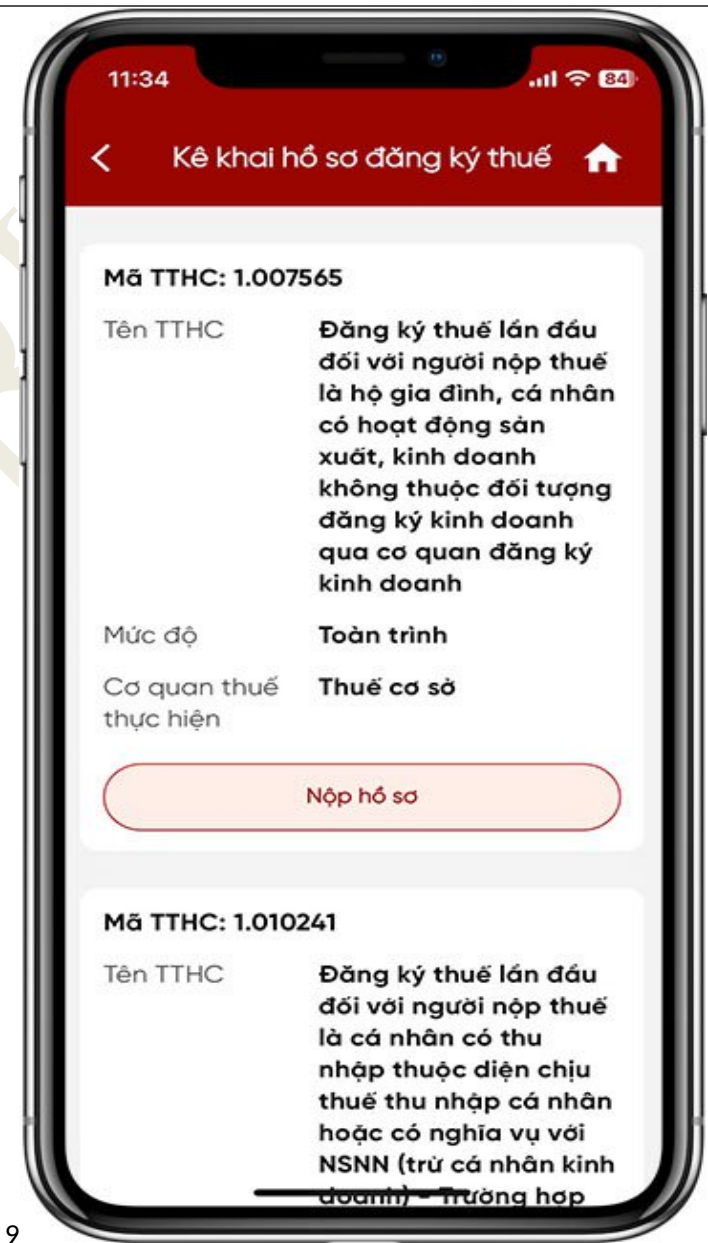 11:34
84
Kê khai hồ sơ đăng ký thuế
Mã TTHC: 1.007565
Tên TTHC
Đăng ký thuế lần đầu
đối với người nộp thuế
là hộ gia đình, cá nhân
có hoạt động sản
xuất, kinh doanh
không thuộc đối tượng
đăng ký kinh doanh
qua cơ quan đăng ký
kinh doanh
Mức độ
Toàn trình
Cơ quan thuế
thực hiện
Thuế cơ sở
Nộp hồ sơ
Mã TTHC: 1.010241
Tên TTHC
Đăng ký thuế lần đầu
đối với người nộp thuế
là cá nhân có thu
nhập thuộc diện chịu
thuế thu nhập cá nhân
hoặc có nghĩa vụ với
NSNN (trừ cá nhân kinh
doanh) - Trường hợp
9